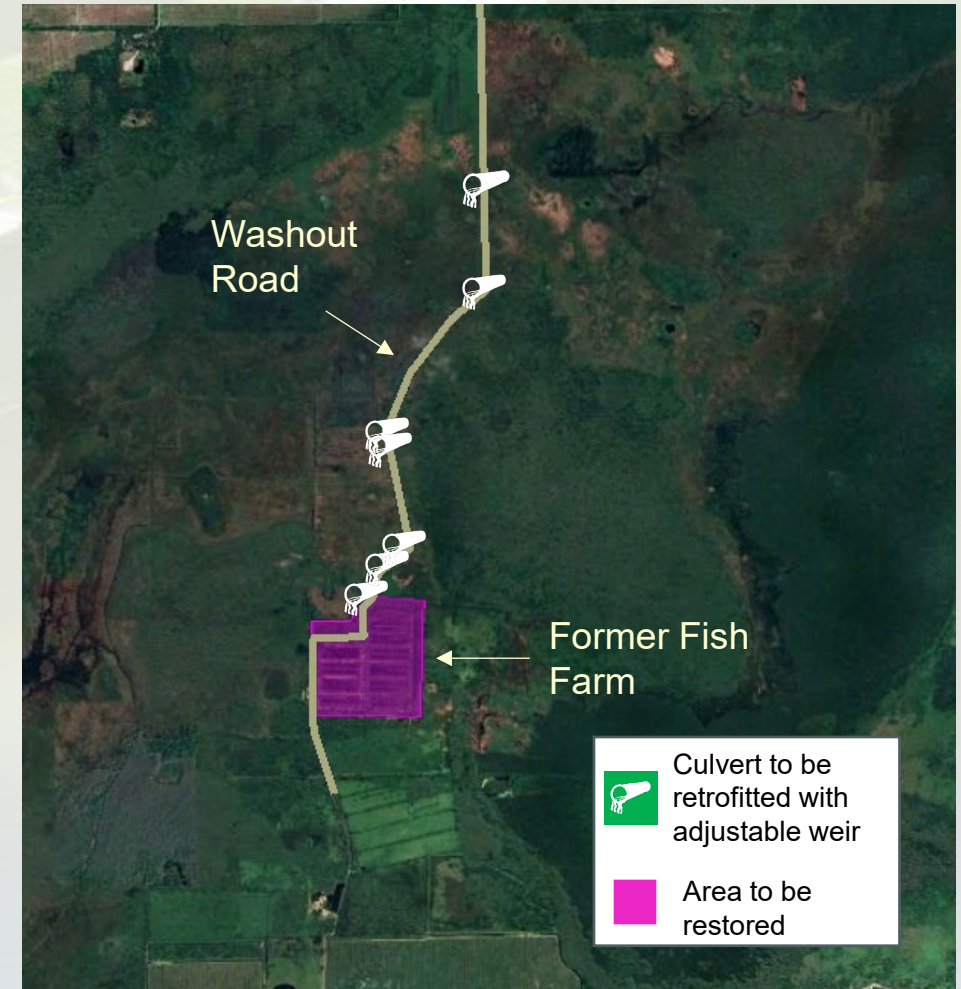 Washout
Road
Former Fish
Farm
Culvert to be
retrofitted with
adjustable weir
Area to be
restored